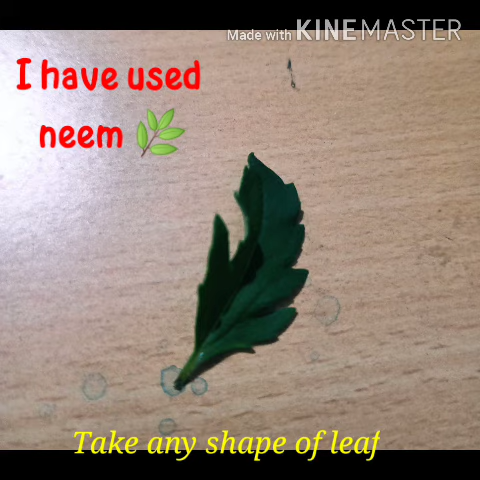 Made with KINEMASTER
I have used
neem 🌿
Take any shape of leaf